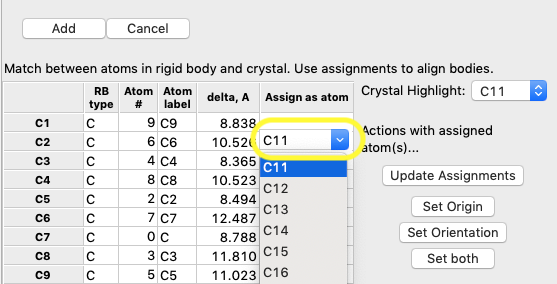 Add Cancel
Match between atoms in rigid body and crystal. Use assignments to align bodies.
RB type Atom # Atom label delta, A Assign as atom
Crystal Highlight: C11
C1 C 9 C9 8.838
C2 C 6 C6 C11
Actions with assigned atom(s)...
C3 C 4 C4 8.365 C11
C4 C 8 C8 10.523 C12
Update Assignments
C5 C 2 C2 8.494 C13
Set Origin
C6 C 7 C7 12.487 C14
Set Orientation
C7 C 0 C 8.788 C15
Set both
C8 C 3 C3 11.810 C16
C9 C 5 C5 11.023